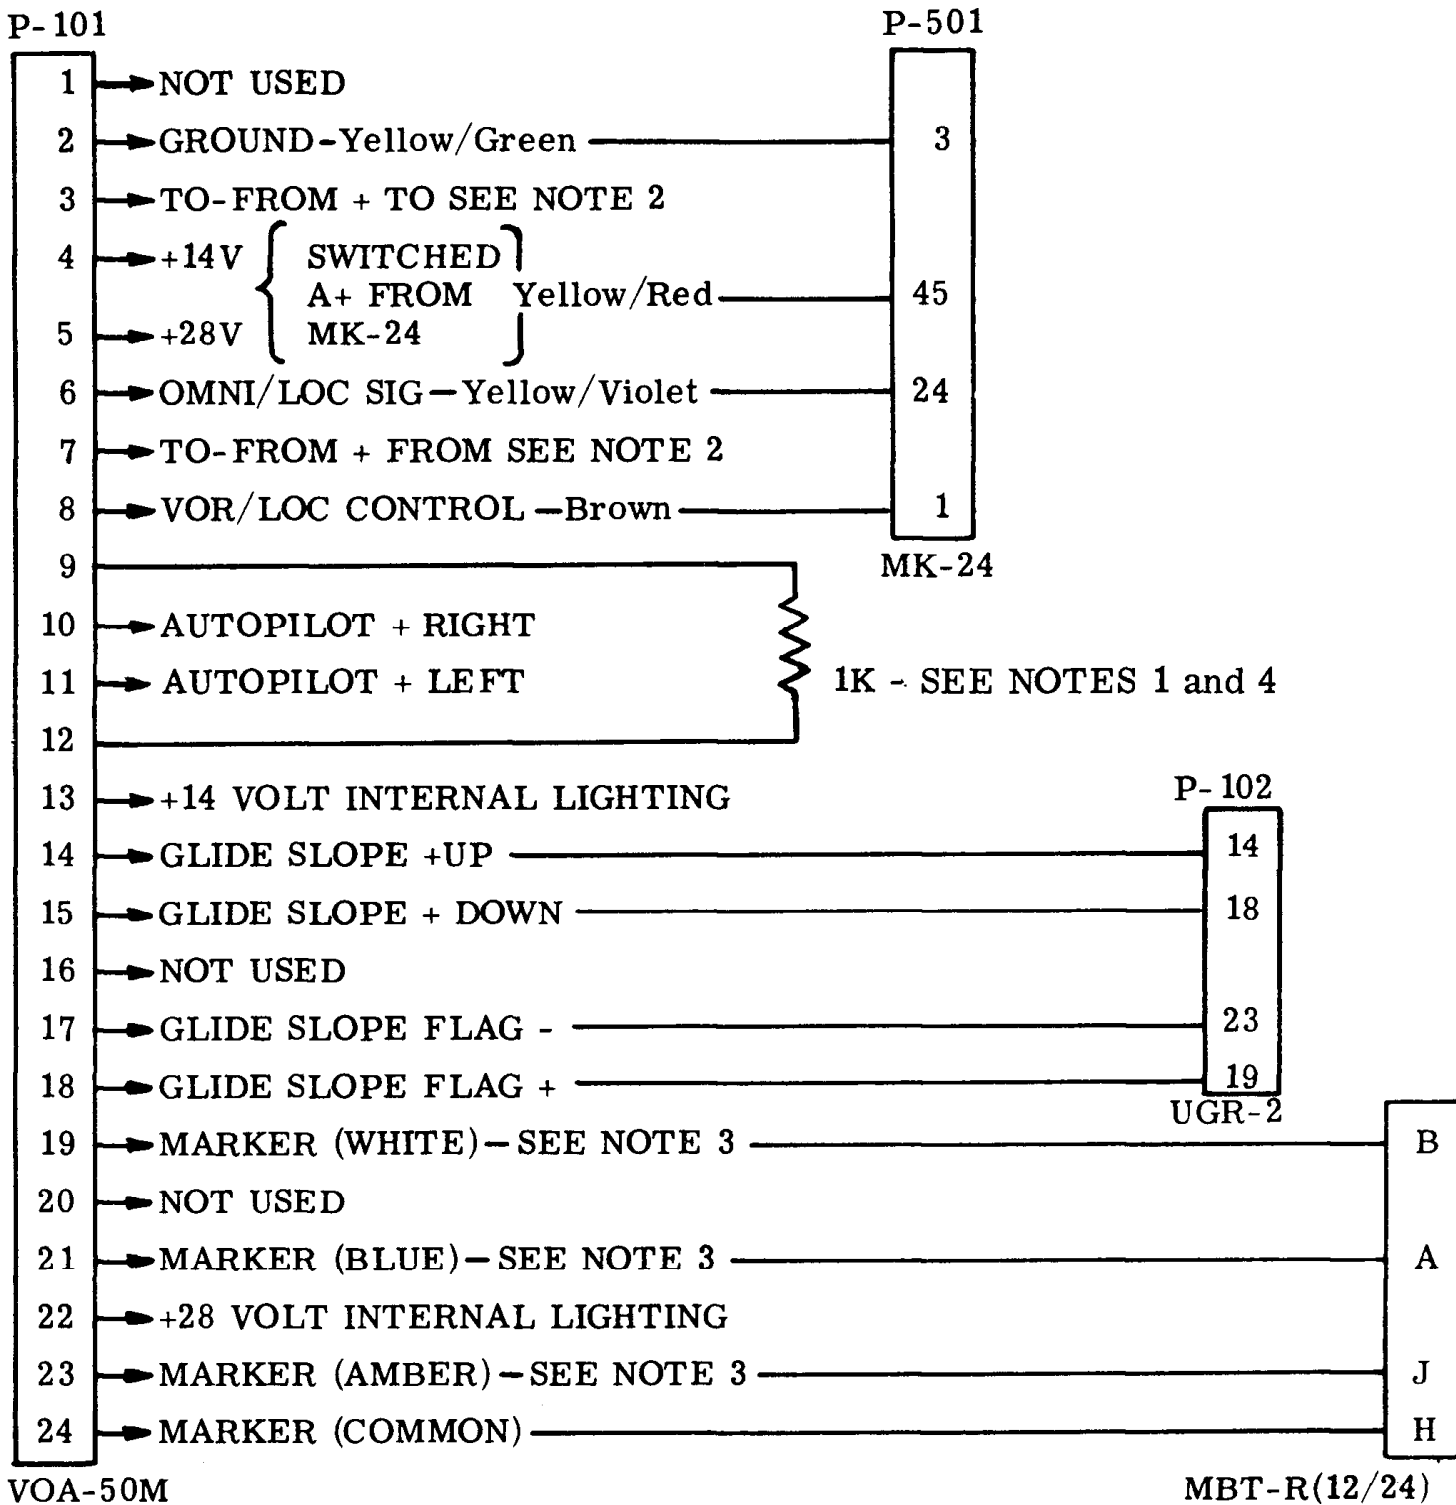 P-101 P-501
1 NOT USED
2 GROUND-Yellow/Green 3
3 TO-FROM + TO SEE NOTE 2
4 +14V SWITCHED
A+ FROM Yellow/Red 45
5 +28V MK-24
6 OMNI/LOC SIG-Yellow/Violet 24
7 TO-FROM + FROM SEE NOTE 2
8 VOR/LOC CONTROL-Brown 1
9
MK-24
10 AUTOPILOT + RIGHT
11 AUTOPILOT + LEFT 1K - SEE NOTES 1 and 4
12
13 +14 VOLT INTERNAL LIGHTING P-102
14 GLIDE SLOPE +UP 14
15 GLIDE SLOPE + DOWN 18
16 NOT USED
17 GLIDE SLOPE FLAG - 23
18 GLIDE SLOPE FLAG + 19
UGR-2
19 MARKER (WHITE)-SEE NOTE 3 B
20 NOT USED
21 MARKER (BLUE)-SEE NOTE 3 A
22 +28 VOLT INTERNAL LIGHTING
23 MARKER (AMBER)-SEE NOTE 3 J
24 MARKER (COMMON) H
VOA-50M MBT-R(12/24)